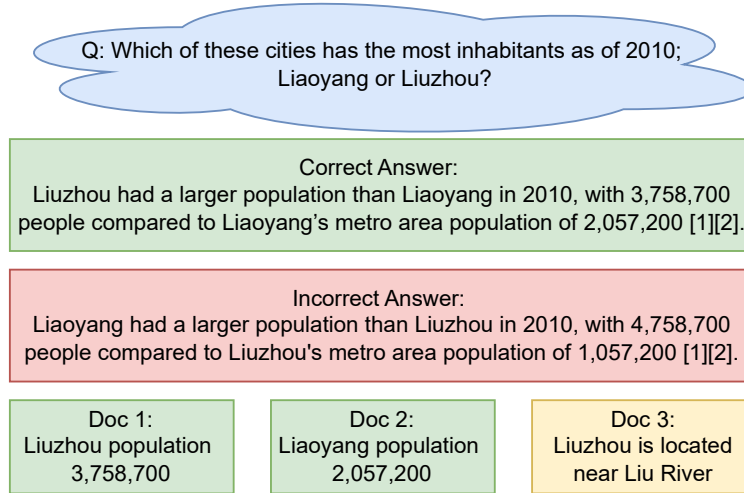 Q: Which of these cities has the most inhabitants as of 2010;
Liaoyang or Liuzhou?
Correct Answer:
Liuzhou had a larger population than Liaoyang in 2010, with 3,758,700
people compared to Liaoyang’s metro area population of 2,057,200 [1][2].
Incorrect Answer:
Liaoyang had a larger population than Liuzhou in 2010, with 4,758,700
people compared to Liuzhou's metro area population of 1,057,200 [1][2].
Doc 1:
Liuzhou population
3,758,700
Doc 2:
Liaoyang population
2,057,200
Doc 3:
Liuzhou is located
near Liu River